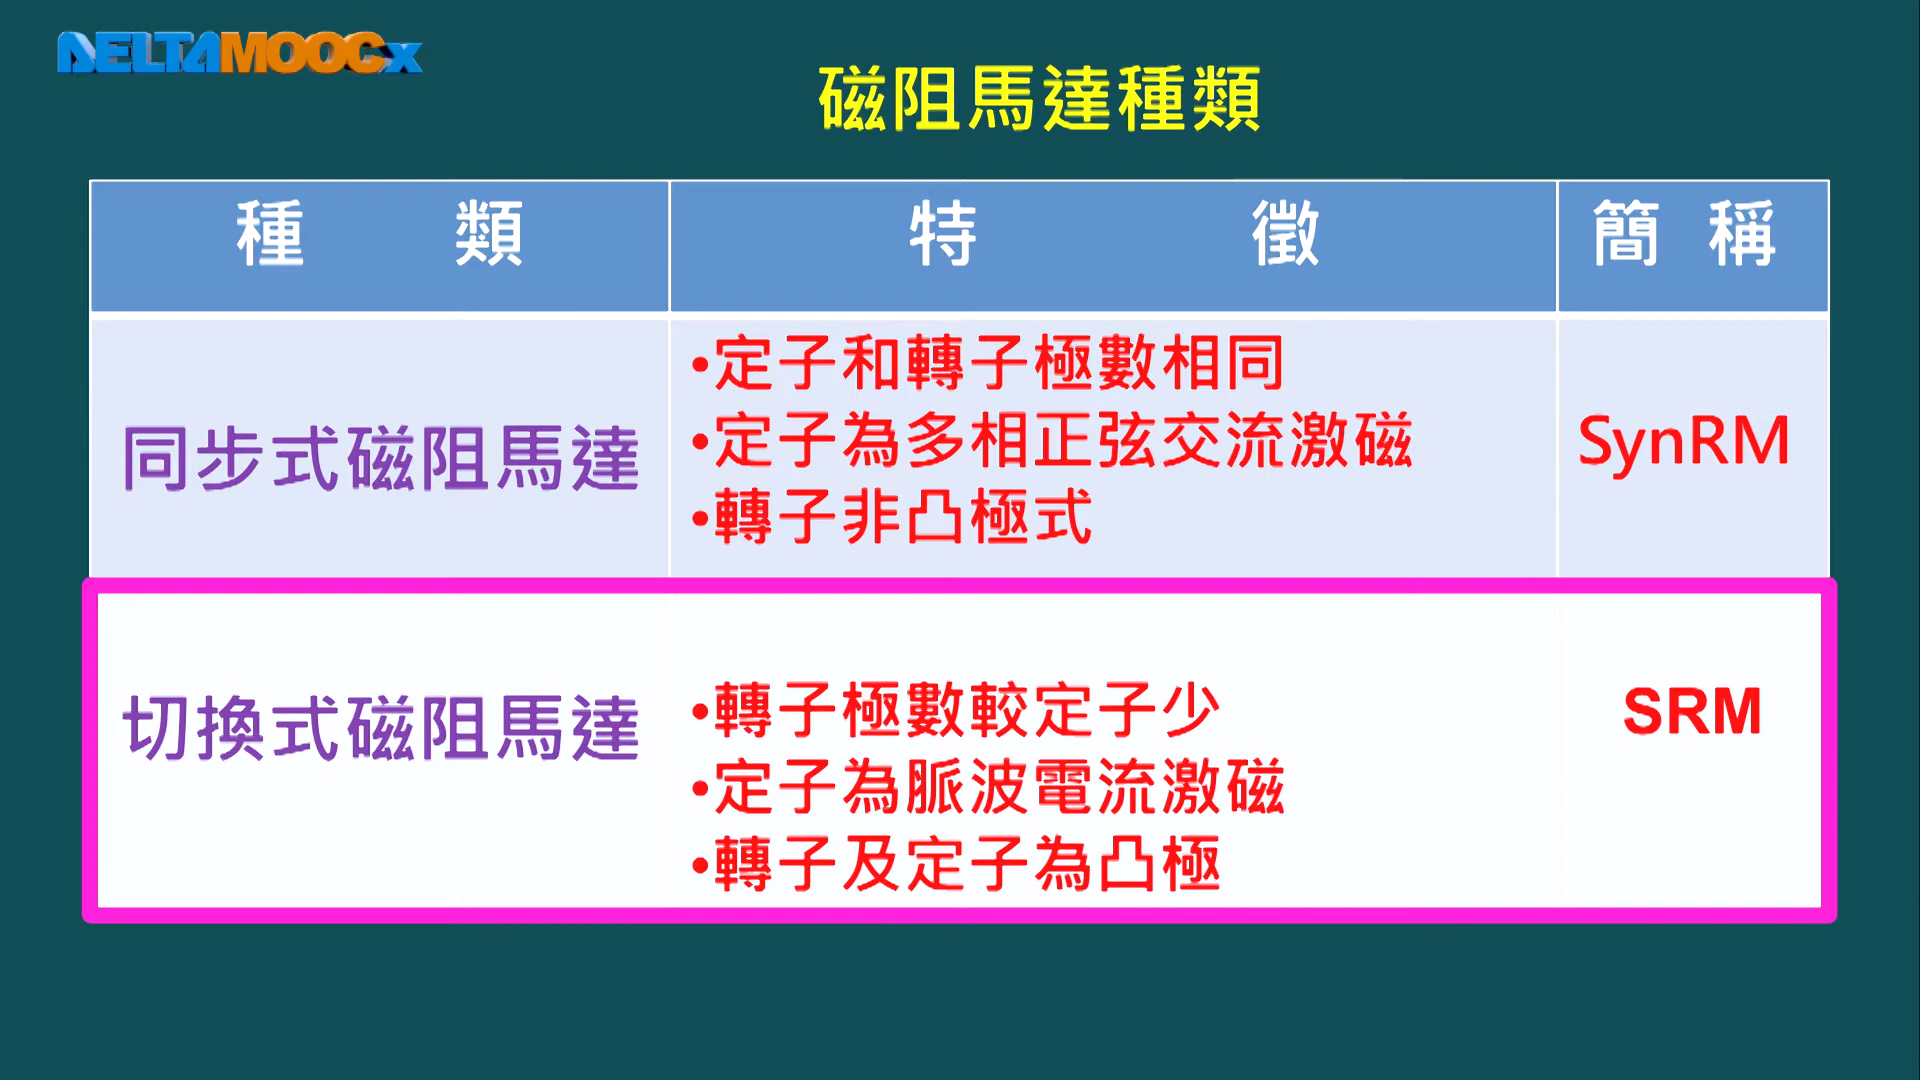 DELTAMOOCx
磁阻馬達種類
種 類
特 徵
簡 稱
同步式磁阻馬達
•定子和轉子極數相同
•定子為多相正弦交流激磁
•轉子非凸極式
SynRM
切換式磁阻馬達
•轉子極數較定子少
•定子為脈波電流激磁
•轉子及定子為凸極
SRM